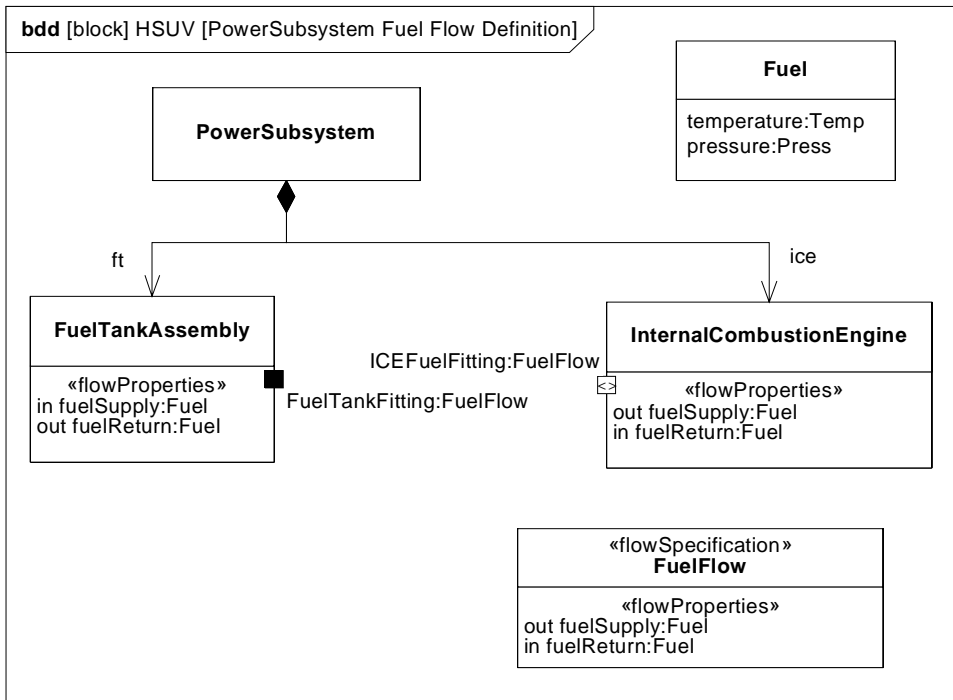 bdd [block] HSUV [PowerSubsystem Fuel Flow Definition]
Fuel
temperature:Temp
pressure:Press
PowerSubsystem
ft
ice
FuelTankAssembly
«flowProperties»
in fuelSupply:Fuel
out fuelReturn:Fuel
ICEFuelFitting:FuelFlow
FuelTankFitting:FuelFlow
<>
InternalCombustionEngine
«flowProperties»
out fuelSupply:Fuel
in fuelReturn:Fuel
«flowSpecification»
FuelFlow
«flowProperties»
out fuelSupply:Fuel
in fuelReturn:Fuel